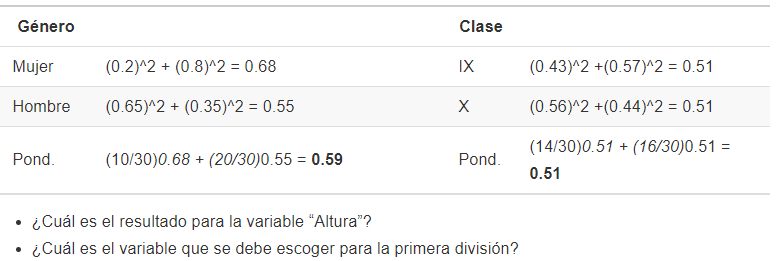 Género Clase
Mujer (0.2)^2 + (0.8)^2 = 0.68 IX (0.43)^2 +(0.57)^2 = 0.51
Hombre (0.65)^2 + (0.35)^2 = 0.55 X (0.56)^2 +(0.44)^2 = 0.51
Pond. (10/30)0.68 + (20/30)0.55 = 0.59 Pond. (14/30)0.51 + (16/30)0.51 =
0.51
• ¿Cuál es el resultado para la variable “Altura”?
• ¿Cuál es el variable que se debe escoger para la primera división?